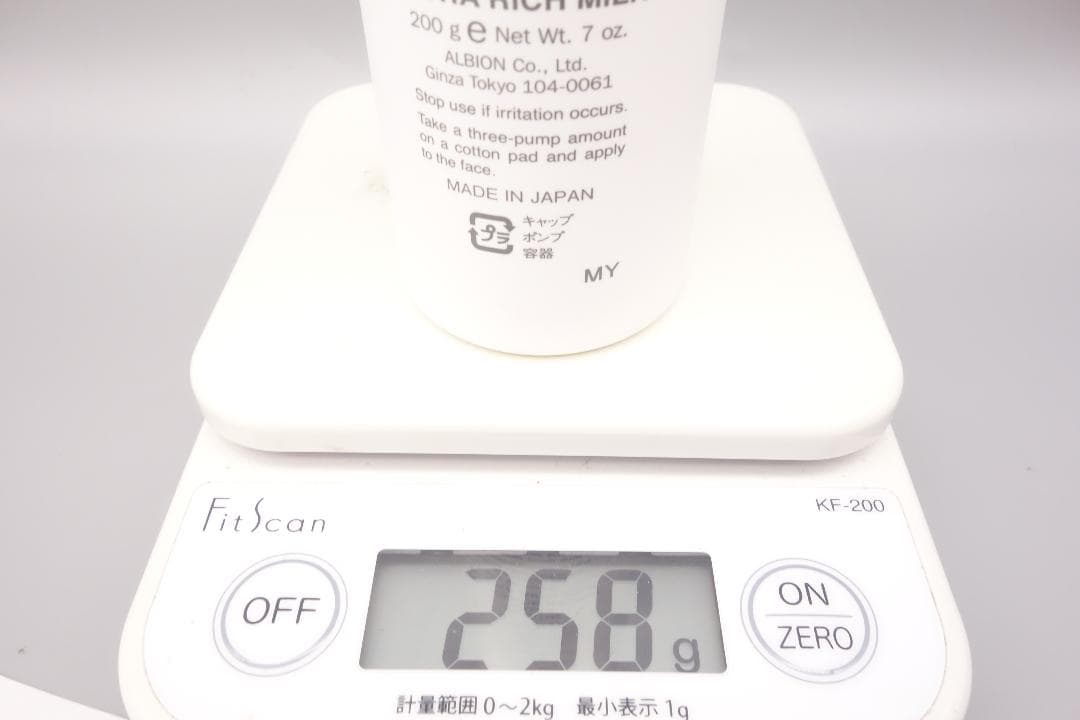 RICH MILK
200 g e Net Wt. 7 oz.
ALBION Co., Ltd.
Ginza Tokyo 104-0061
Stop use if irritation occurs.
Take a three-pump amount
on a cotton pad and apply
to the face.
MADE IN JAPAN
プラ
キャップ
ポンプ
容器
MY
FitScan
KF-200
OFF
258 g
ON
ZERO
計量範囲 0～2kg 最小表示 1g